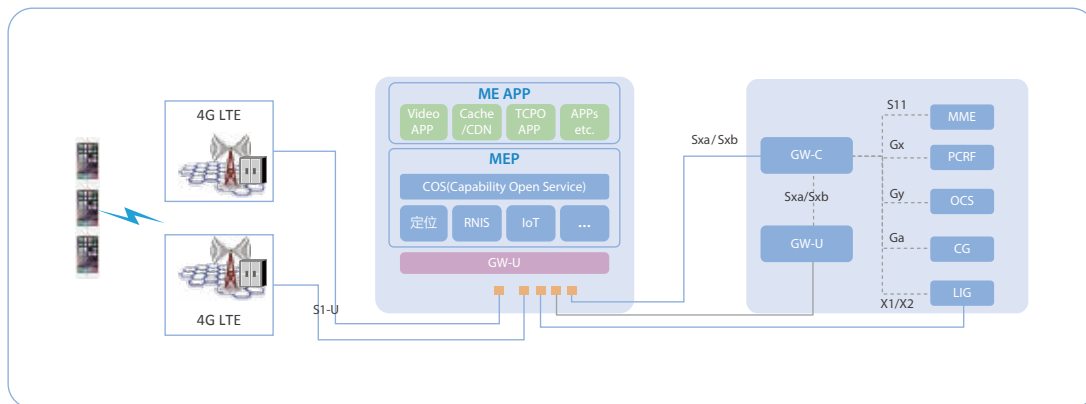 4G LTE
4G LTE
S1-U
ME APP
Video
APP
Cache
/CDN
TCPO
APP
APPs
etc.
MEP
COS(Capability Open Service)
定位
RNIS
IoT
...
GW-U
Sxa/ Sxb
GW-C
Sxa/Sxb
GW-U
S11
MME
Gx
PCRF
Gy
OCS
Ga
CG
X1/X2
LIG